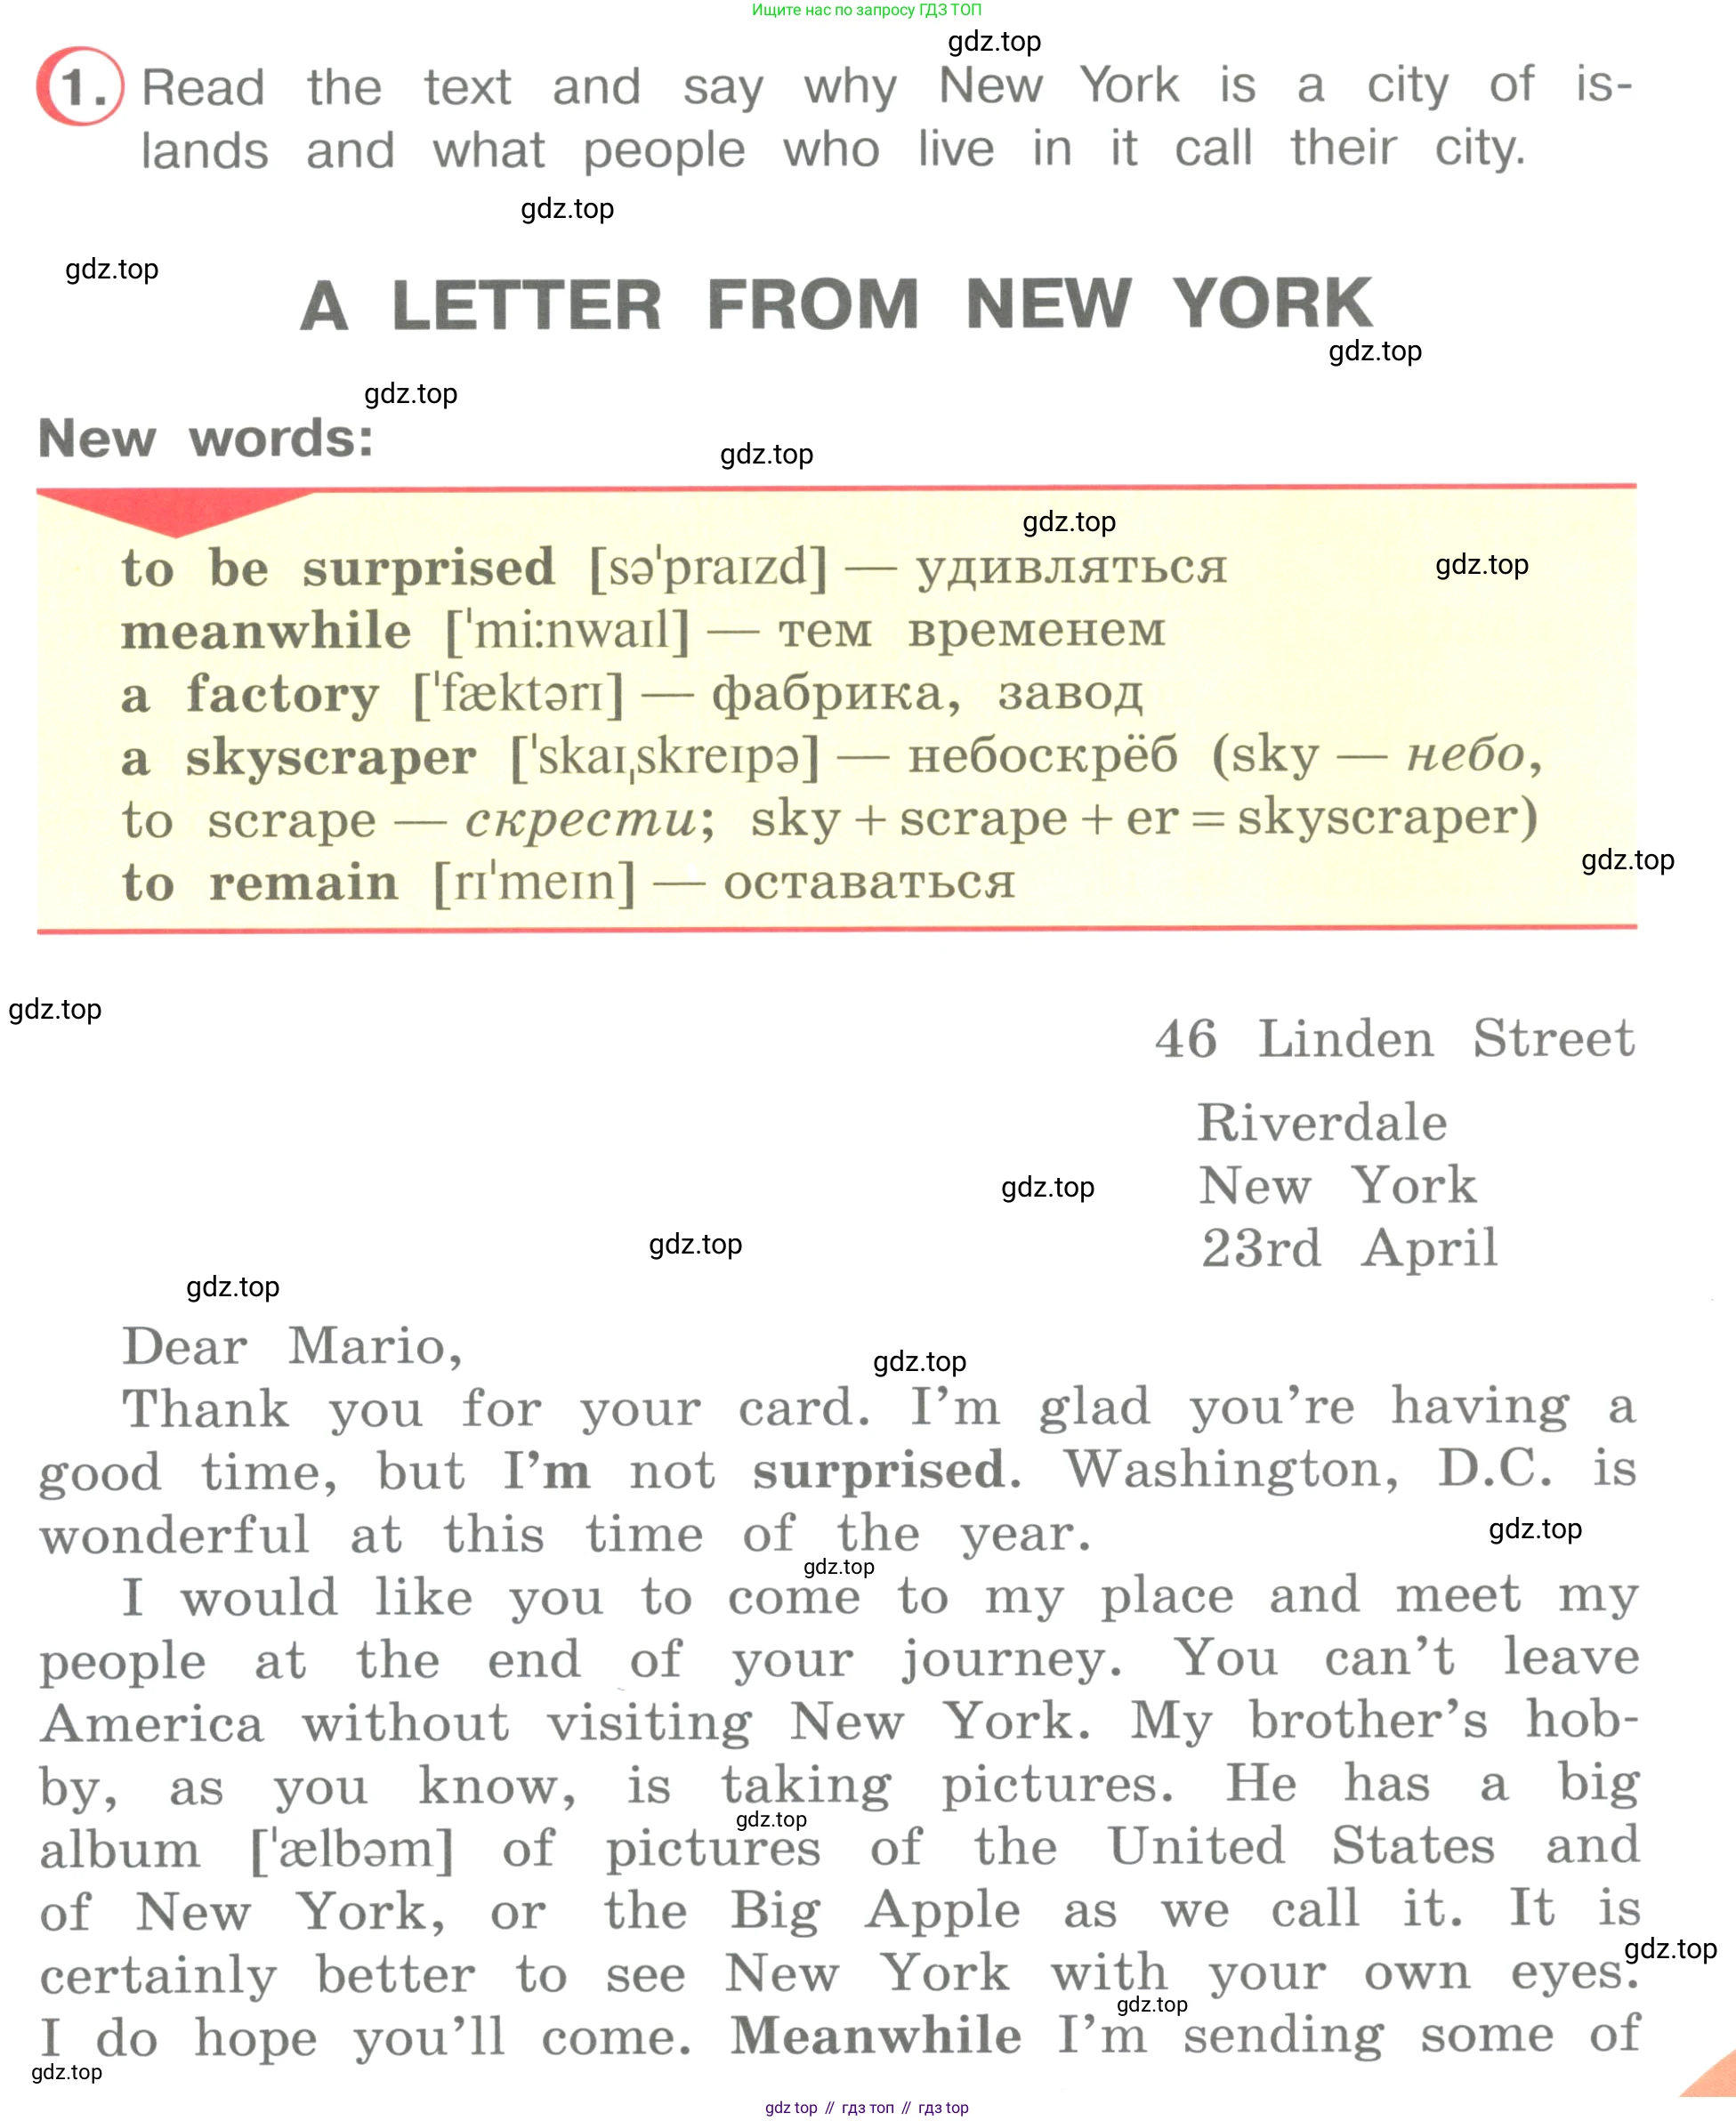 Ищите нас по запросу ГДЗ ТОП
gdz.top
1. Read the text and say why New York is a city of is-
lands and what people who live in it call their city.
gdz.top
gdz.top
A LETTER FROM NEW YORK
gdz.top
gdz.top
New words:
gdz.top
gdz.top
to be surprised [səˈpraɪzd] — удивляться
gdz.top
meanwhile [ˈmi:nwaɪl] — тем временем
a factory [ˈfæktərɪ] — фабрика, завод
a skyscraper [ˈskaɪˌskreɪpə] — небоскрёб (sky — небо,
to scrape — скрести; sky + scrape + er = skyscraper)
gdz.top
to remain [rɪˈmeɪn] — оставаться
gdz.top
46 Linden Street
Riverdale
gdz.top
New York
gdz.top
23rd April
gdz.top
Dear Mario,
gdz.top
Thank you for your card. I'm glad you're having a
good time, but I'm not surprised. Washington, D.C. is
wonderful at this time of the year.
gdz.top
gdz.top
I would like you to come to my place and meet my
people at the end of your journey. You can't leave
America without visiting New York. My brother's hob-
by, as you know, is taking pictures. He has a big
gdz.top
album [ˈælbəm] of pictures of the United States and
of New York, or the Big Apple as we call it. It is
gdz.top
certainly better to see New York with your own eyes.
gdz.top
I do hope you'll come. Meanwhile I'm sending some of
gdz.top
gdz top // гдз топ // гдз top